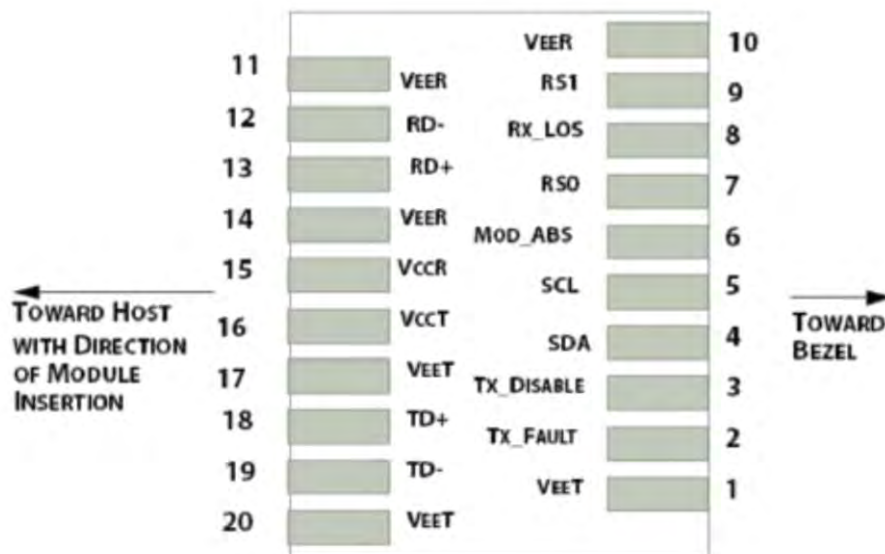 VEER
10
11
VEER
RS1
9
12
RD-
RX_LOS
8
13
RD+
RS0
7
14
VEER
MOD_ABS
6
15
VCCR
SCL
5
TOWARD HOST
WITH DIRECTION
OF MODULE
INSERTION
16
VCCT
SDA
4
TOWARD
BEZEL
17
VEET
TX_DISABLE
3
18
TD+
TX_FAULT
2
19
TD-
VEET
1
20
VEET